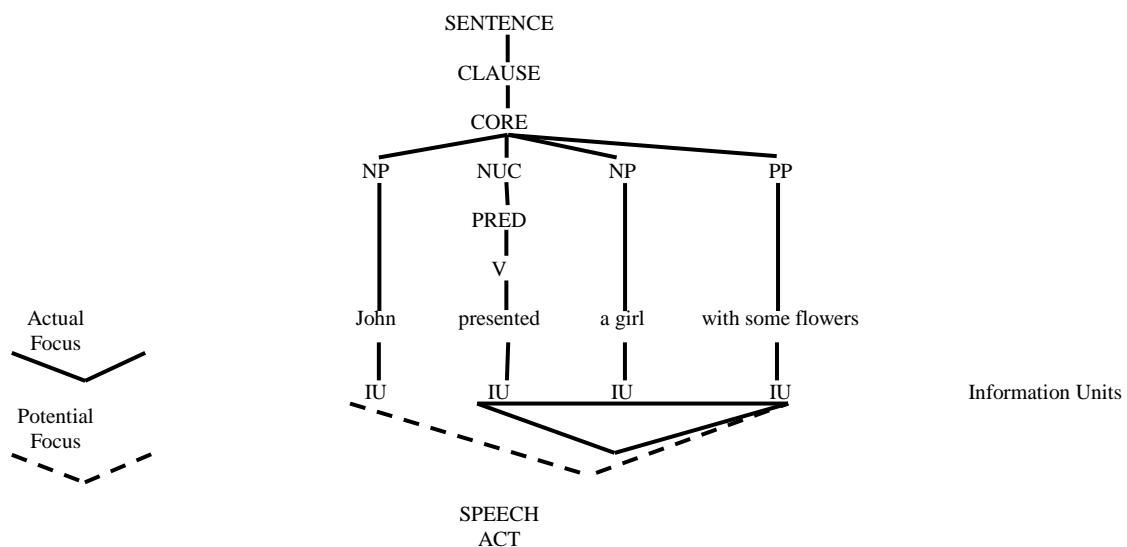 SENTENCE
CLAUSE
CORE
NP NUC NP PP
PRED
V
John presented a girl with some flowers
Actual
Focus
IU IU IU IU Information Units
Potential
Focus
SPEECH
ACT